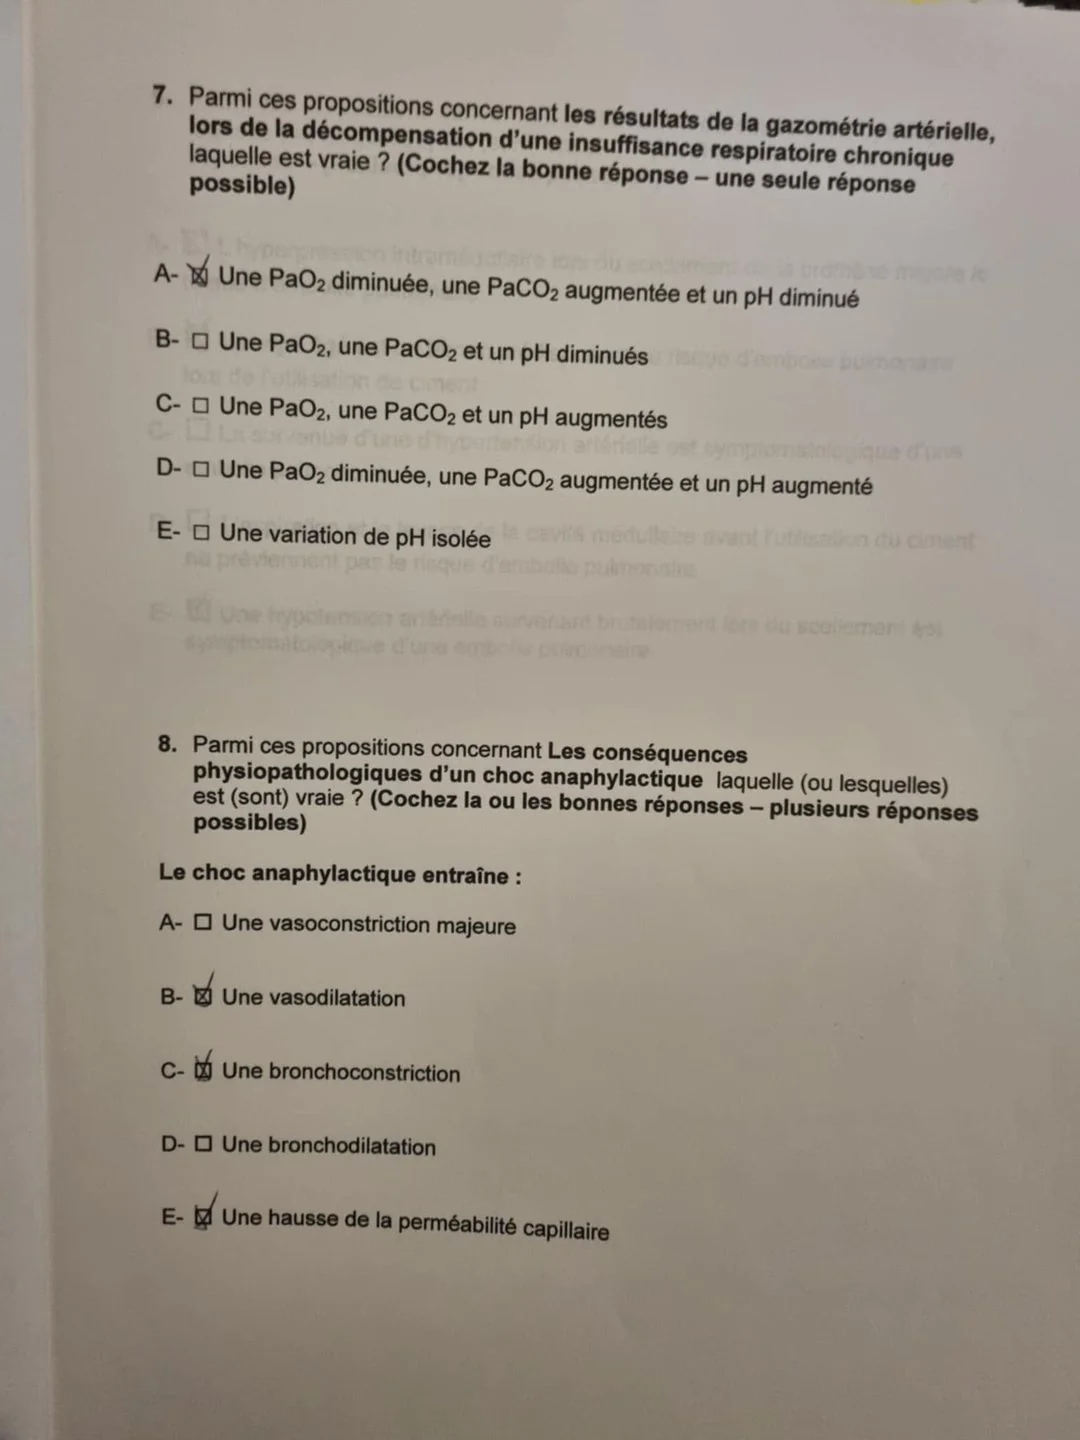 7. Parmi ces propositions concernant les résultats de la gazométrie artérielle,
lors de la décompensation d'une insuffisance respiratoire chronique
laquelle est vraie ? (Cochez la bonne réponse – une seule réponse
possible)
A- ☒ Une PaO₂ diminuée, une PaCO₂ augmentée et un pH diminué
B- ☐ Une PaO₂, une PaCO₂ et un pH diminués
C- ☐ Une PaO₂, une PaCO₂ et un pH augmentés
D- ☐ Une PaO₂ diminuée, une PaCO₂ augmentée et un pH augmenté
E- ☐ Une variation de pH isolée
8. Parmi ces propositions concernant Les conséquences
physiopathologiques d'un choc anaphylactique laquelle (ou lesquelles)
est (sont) vraie ? (Cochez la ou les bonnes réponses – plusieurs réponses
possibles)
Le choc anaphylactique entraîne :
A- ☐ Une vasoconstriction majeure
B- ☒ Une vasodilatation
C- ☒ Une bronchoconstriction
D- ☐ Une bronchodilatation
E- ☒ Une hausse de la perméabilité capillaire